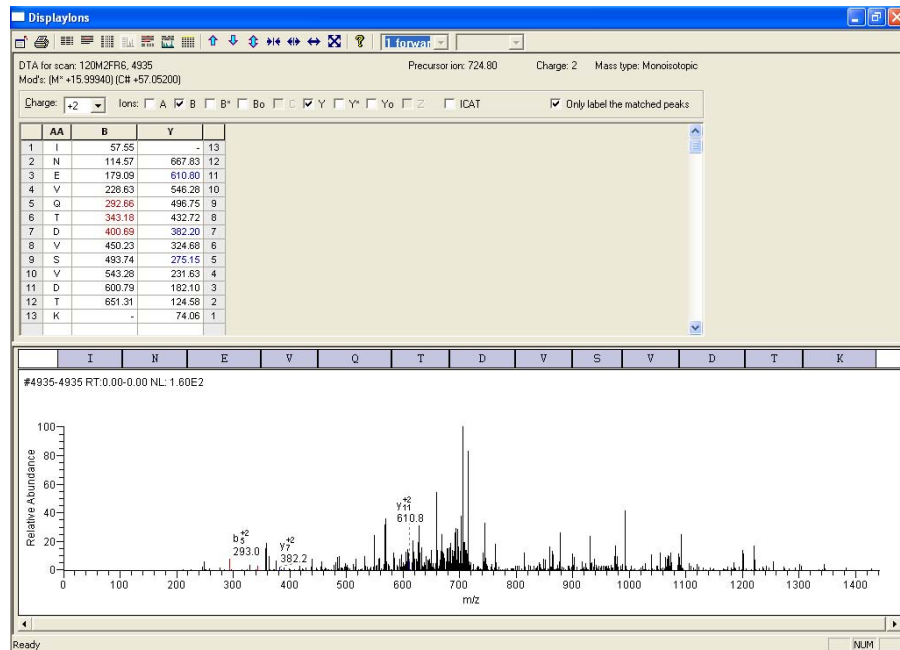 DisplayIons
1 forwar
DTA for scan: 120M2FR6, 4935 Precursor ion: 724.80 Charge: 2 Mass type: Monoisotopic
Mod's: (M* +15.99940) (C# +57.05200)
Charge: +2 Ions: A B B* Bo C Y Y* Yo Z ICAT Only label the matched peaks
AA B Y
1 I 57.55 - 13
2 N 114.57 667.83 12
3 E 179.09 610.80 11
4 V 228.63 546.28 10
5 Q 292.66 496.75 9
6 T 343.18 432.72 8
7 D 400.69 382.20 7
8 V 450.23 324.68 6
9 S 493.74 275.15 5
10 V 543.28 231.63 4
11 D 600.79 182.10 3
12 T 651.31 124.58 2
13 K - 74.06 1
I N E V Q T D V S V D T K
#4935-4935 RT:0.00-0.00 NL: 1.60E2
Relative Abundance
100
80
60
40
20
0
y11 +2
610.8
b5 +2
293.0
y7 +2
382.2
0 100 200 300 400 500 600 700 800 900 1000 1100 1200 1300 1400
m/z
Ready NUM